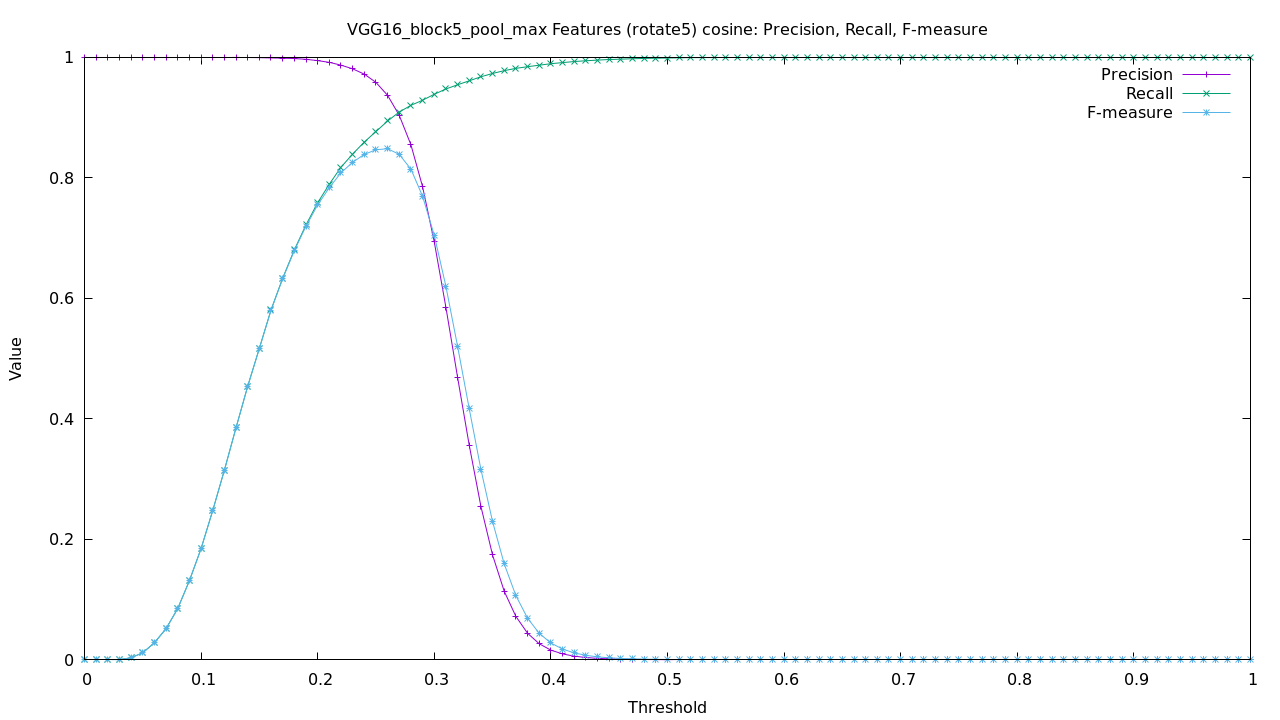 VGG16_block5_pool_max Features (rotate5) cosine: Precision, Recall, F-measure
Precision
Recall
F-measure
1
0.8
0.6
0.4
0.2
0
Value
0 0.1 0.2 0.3 0.4 0.5 0.6 0.7 0.8 0.9 1
Threshold